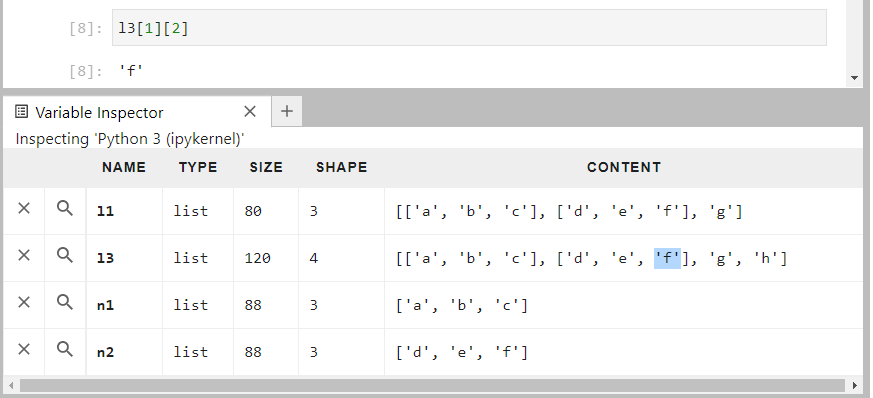 [8]: l3[1][2]
[8]: 'f'
Variable Inspector
Inspecting 'Python 3 (ipykernel)'
NAME TYPE SIZE SHAPE CONTENT
l1 list 80 3 [['a', 'b', 'c'], ['d', 'e', 'f'], 'g']
l3 list 120 4 [['a', 'b', 'c'], ['d', 'e', 'f'], 'g', 'h']
n1 list 88 3 ['a', 'b', 'c']
n2 list 88 3 ['d', 'e', 'f']